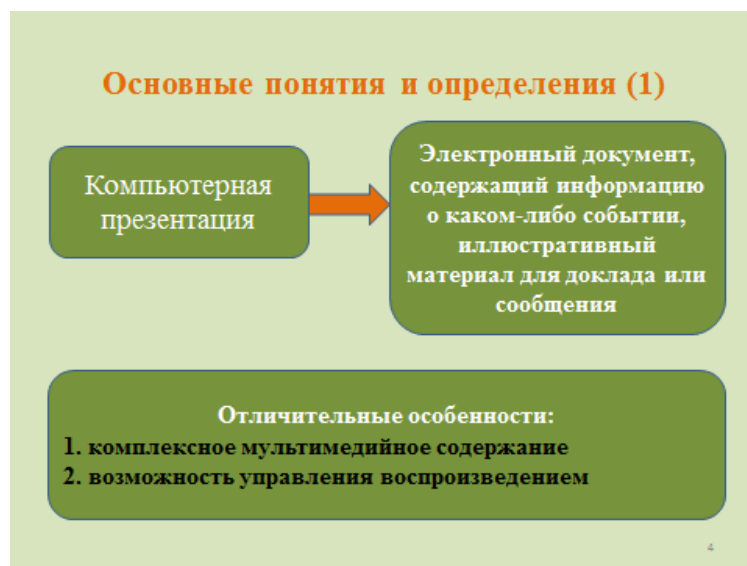 Основные понятия и определения (1)
Компьютерная
презентация
Электронный документ,
содержащий информацию
о каком-либо событии,
иллюстративный
материал для доклада или
сообщения
Отличительные особенности:
1. комплексное мультимедийное содержание
2. возможность управления воспроизведением
4